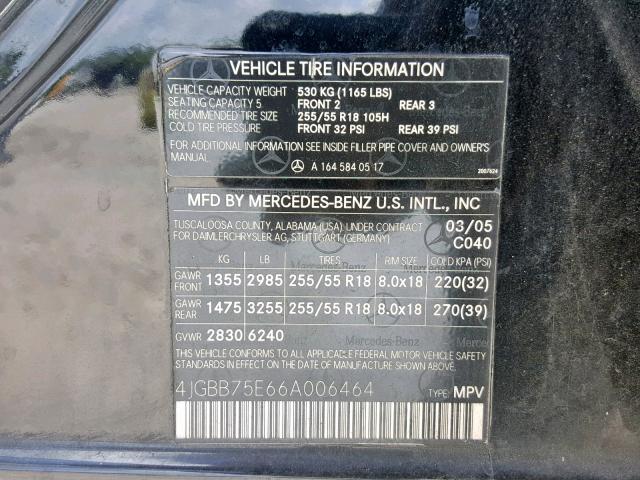 VEHICLE TIRE INFORMATION
VEHICLE CAPACITY WEIGHT 530 KG (1165 LBS)
SEATING CAPACITY 5 FRONT 2 REAR 3
RECOMMENDED TIRE SIZE 255/55 R18 105H
COLD TIRE PRESSURE FRONT 32 PSI REAR 39 PSI
FOR ADDITIONAL INFORMATION SEE INSIDE FILLER PIPE COVER AND OWNER'S
MANUAL
A 164 584 05 17
2007624
MFD BY MERCEDES-BENZ U.S. INTL., INC
TUSCALOOSA COUNTY, ALABAMA (USA) UNDER CONTRACT 03/05
FOR DAIMLERCHRYSLER AG, STUTTGART (GERMANY) C040
KG LB TIRES RIM SIZE COLD KPA (PSI)
GAWR
FRONT 1355 2985 255/55 R18 8.0x18 220(32)
GAWR
REAR 1475 3255 255/55 R18 8.0x18 270(39)
GVWR 2830 6240
THIS VEHICLE CONFORMS TO ALL APPLICABLE FEDERAL MOTOR VEHICLE
SAFETY STANDARDS IN EFFECT ON THE DATE OF MANUFACTURE SHOWN ABOVE.
4JGBB75E66A006464 TYPE: MPV
Mercedes-Benz
Mercedes-Benz